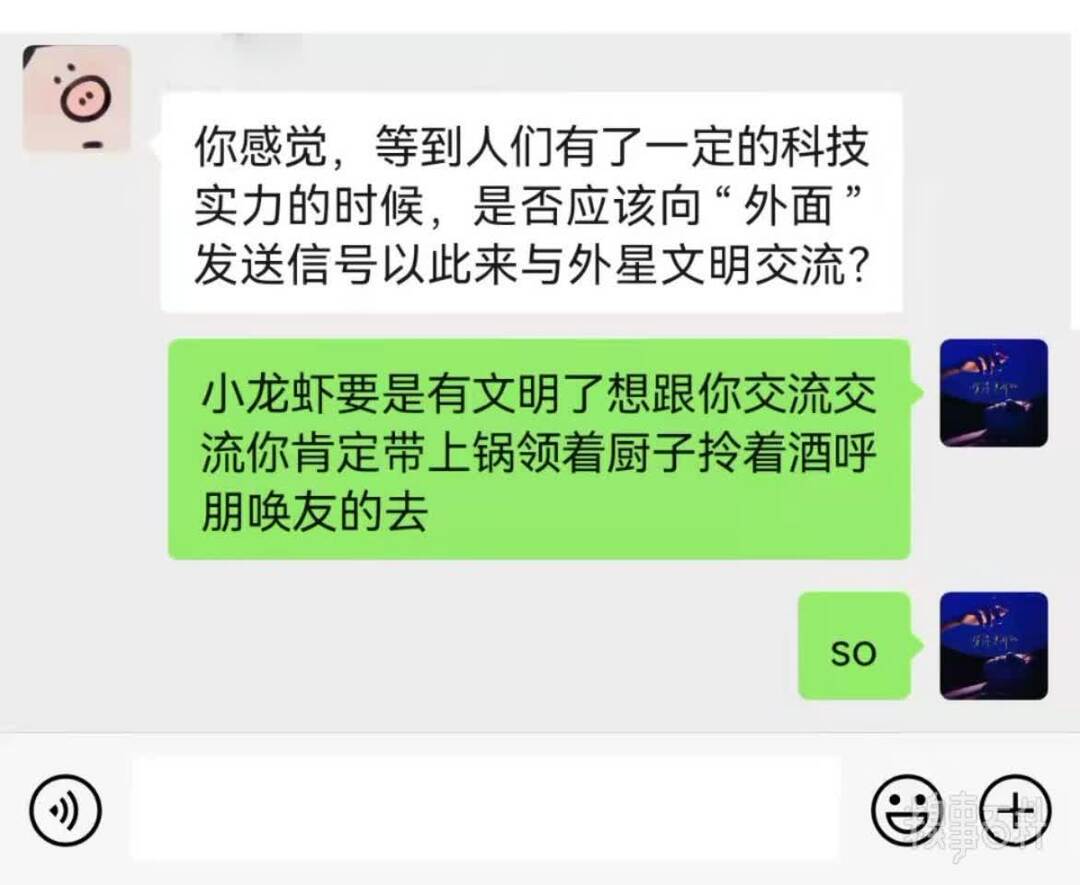 你感觉，等到人们有了一定的科技
实力的时候，是否应该向“外面”
发送信号以此来与外星文明交流？
小龙虾要是有文明了想跟你交流交
流你肯定带上锅领着厨子拎着酒呼
朋唤友的去
so
糗事百科